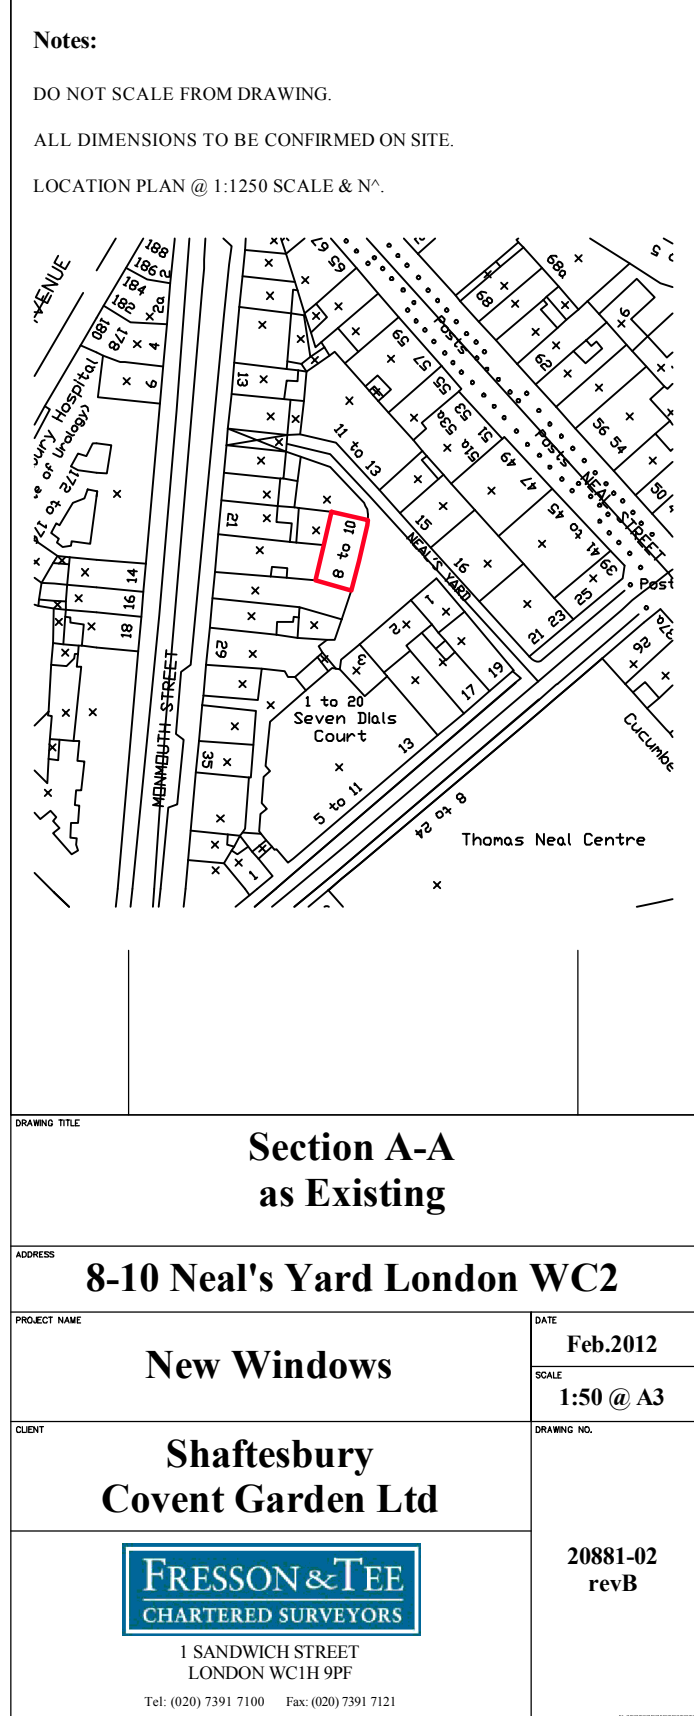 Notes:
DO NOT SCALE FROM DRAWING.
ALL DIMENSIONS TO BE CONFIRMED ON SITE.
LOCATION PLAN @ 1:1250 SCALE & N^.
188
186
2
184
182
2a
180
178
4
6
13
21
29
35
14
16
18
172 to
65
67
59
57
55
53
53a
51
51a
49
47
45 to 41
39
68a
68
62
9
56 54
50
Posts
Posts
NEAL STREET
Post
11 to 13
15
16
NEAL'S YARD
8 to 10
1
2
3
17
19
21
23
25
27a
26
MONMOUTH STREET
1 to 20
Seven Dials
Court
13
5 to 11
8 to 24
1
Thomas Neal Centre
DRAWING TITLE
Section A-A
as Existing
ADDRESS
8-10 Neal's Yard London WC2
PROJECT NAME
New Windows
DATE
Feb.2012
SCALE
1:50 @ A3
CLIENT
Shaftesbury
Covent Garden Ltd
DRAWING NO.
20881-02
revB
FRESSON & TEE
CHARTERED SURVEYORS
1 SANDWICH STREET
LONDON WC1H 9PF
Tel: (020) 7391 7100 Fax: (020) 7391 7121